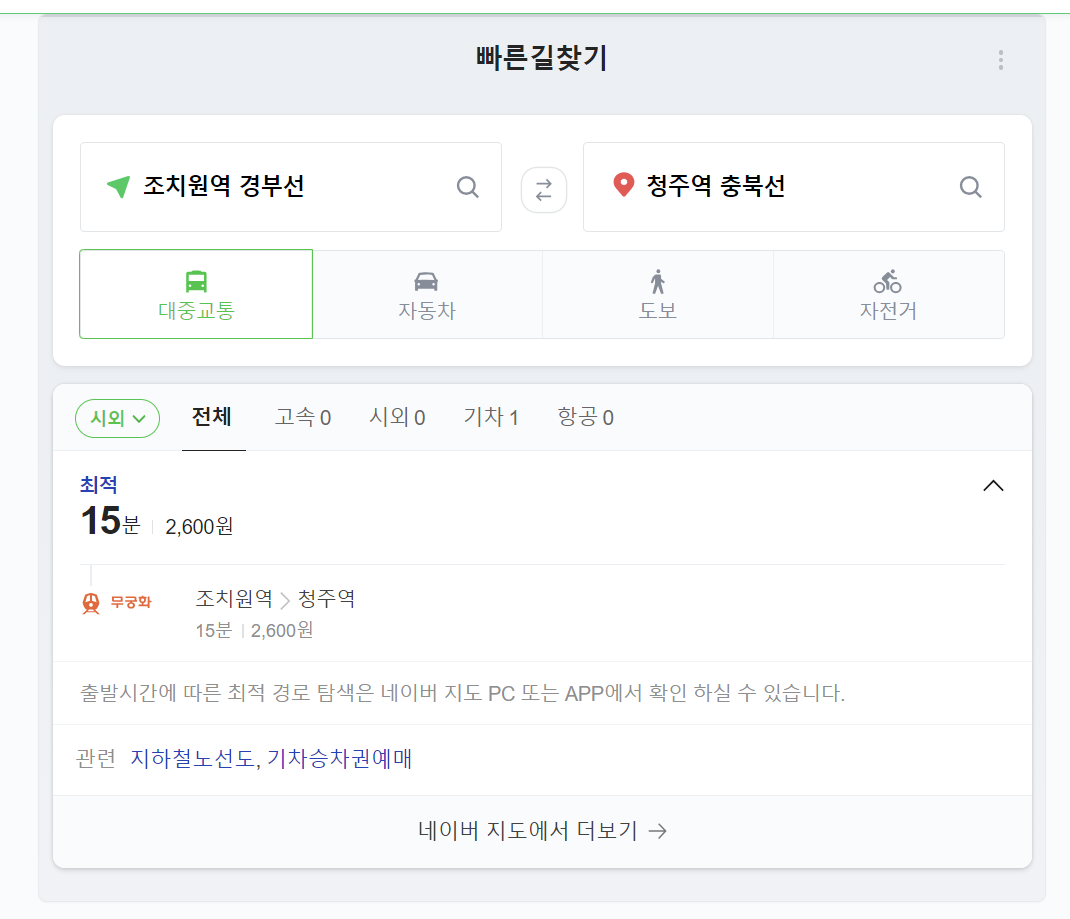 빠른길찾기
조치원역 경부선
청주역 충북선
대중교통
자동차
도보
자전거
시외 전체 고속 0 시외 0 기차 1 항공 0
최적
15분 2,600원
무궁화 조치원역 > 청주역
15분 2,600원
출발시간에 따른 최적 경로 탐색은 네이버 지도 PC 또는 APP에서 확인 하실 수 있습니다.
관련 지하철노선도, 기차승차권예매
네이버 지도에서 더보기 →